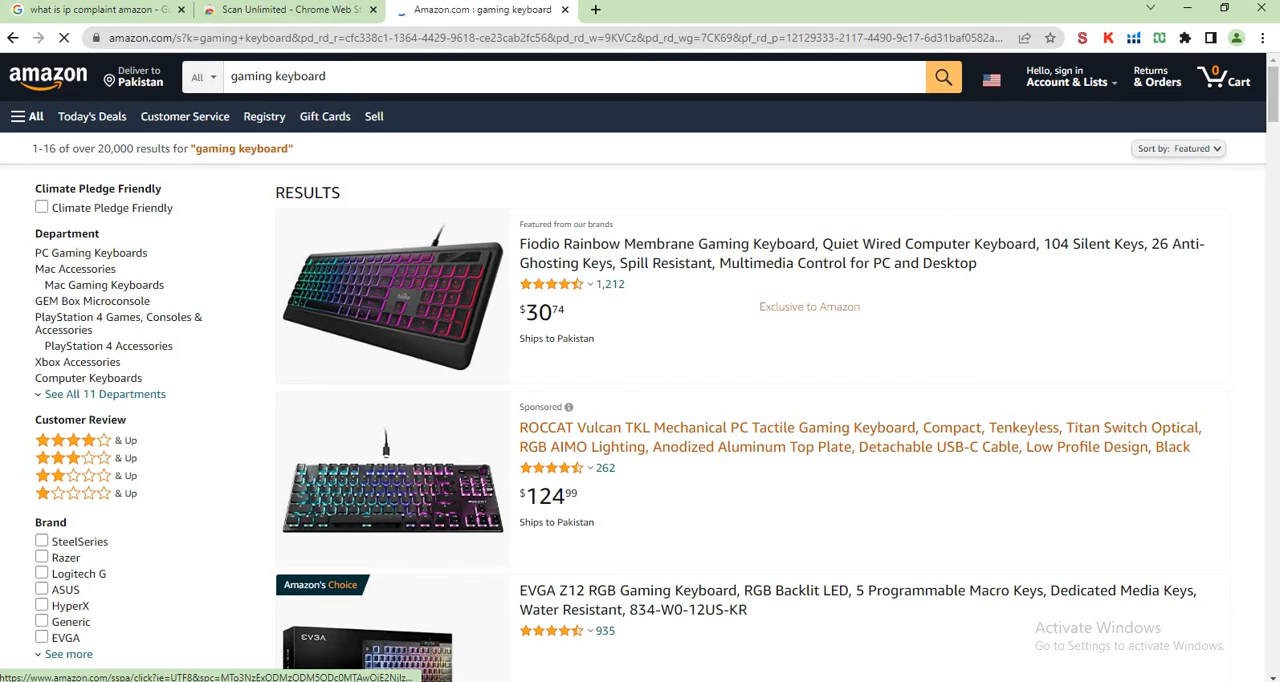 what is ip complaint amazon - G
Scan Unlimited - Chrome Web St
Amazon.com : gaming keyboard
amazon.com/s?k=gaming+keyboard&pd_rd_r=cfc338c1-1364-4429-9618-ce23cab2fc56&pd_rd_w=9KVCz&pd_rd_wg=7CK69&pf_rd_p=12129333-2117-4490-9c17-6d31baf0582a...
amazon
Deliver to
Pakistan
All
gaming keyboard
Hello, sign in
Account & Lists
Returns
& Orders
0
Cart
All
Today's Deals
Customer Service
Registry
Gift Cards
Sell
1-16 of over 20,000 results for "gaming keyboard"
Sort by: Featured
Climate Pledge Friendly
Climate Pledge Friendly
Department
PC Gaming Keyboards
Mac Accessories
Mac Gaming Keyboards
GEM Box Microconsole
PlayStation 4 Games, Consoles &
Accessories
PlayStation 4 Accessories
Xbox Accessories
Computer Keyboards
See All 11 Departments
Customer Review
& Up
& Up
& Up
& Up
Brand
SteelSeries
Razer
Logitech G
ASUS
HyperX
Generic
EVGA
See more
RESULTS
Featured from our brands
Fiodio Rainbow Membrane Gaming Keyboard, Quiet Wired Computer Keyboard, 104 Silent Keys, 26 Anti-
Ghosting Keys, Spill Resistant, Multimedia Control for PC and Desktop
1,212
$30 74
Exclusive to Amazon
Ships to Pakistan
Sponsored
ROCCAT Vulcan TKL Mechanical PC Tactile Gaming Keyboard, Compact, Tenkeyless, Titan Switch Optical,
RGB AIMO Lighting, Anodized Aluminum Top Plate, Detachable USB-C Cable, Low Profile Design, Black
262
$124 99
Ships to Pakistan
Amazon's Choice
EVGA Z12 RGB Gaming Keyboard, RGB Backlit LED, 5 Programmable Macro Keys, Dedicated Media Keys,
Water Resistant, 834-W0-12US-KR
935
EVGA
Activate Windows
Go to Settings to activate Windows.